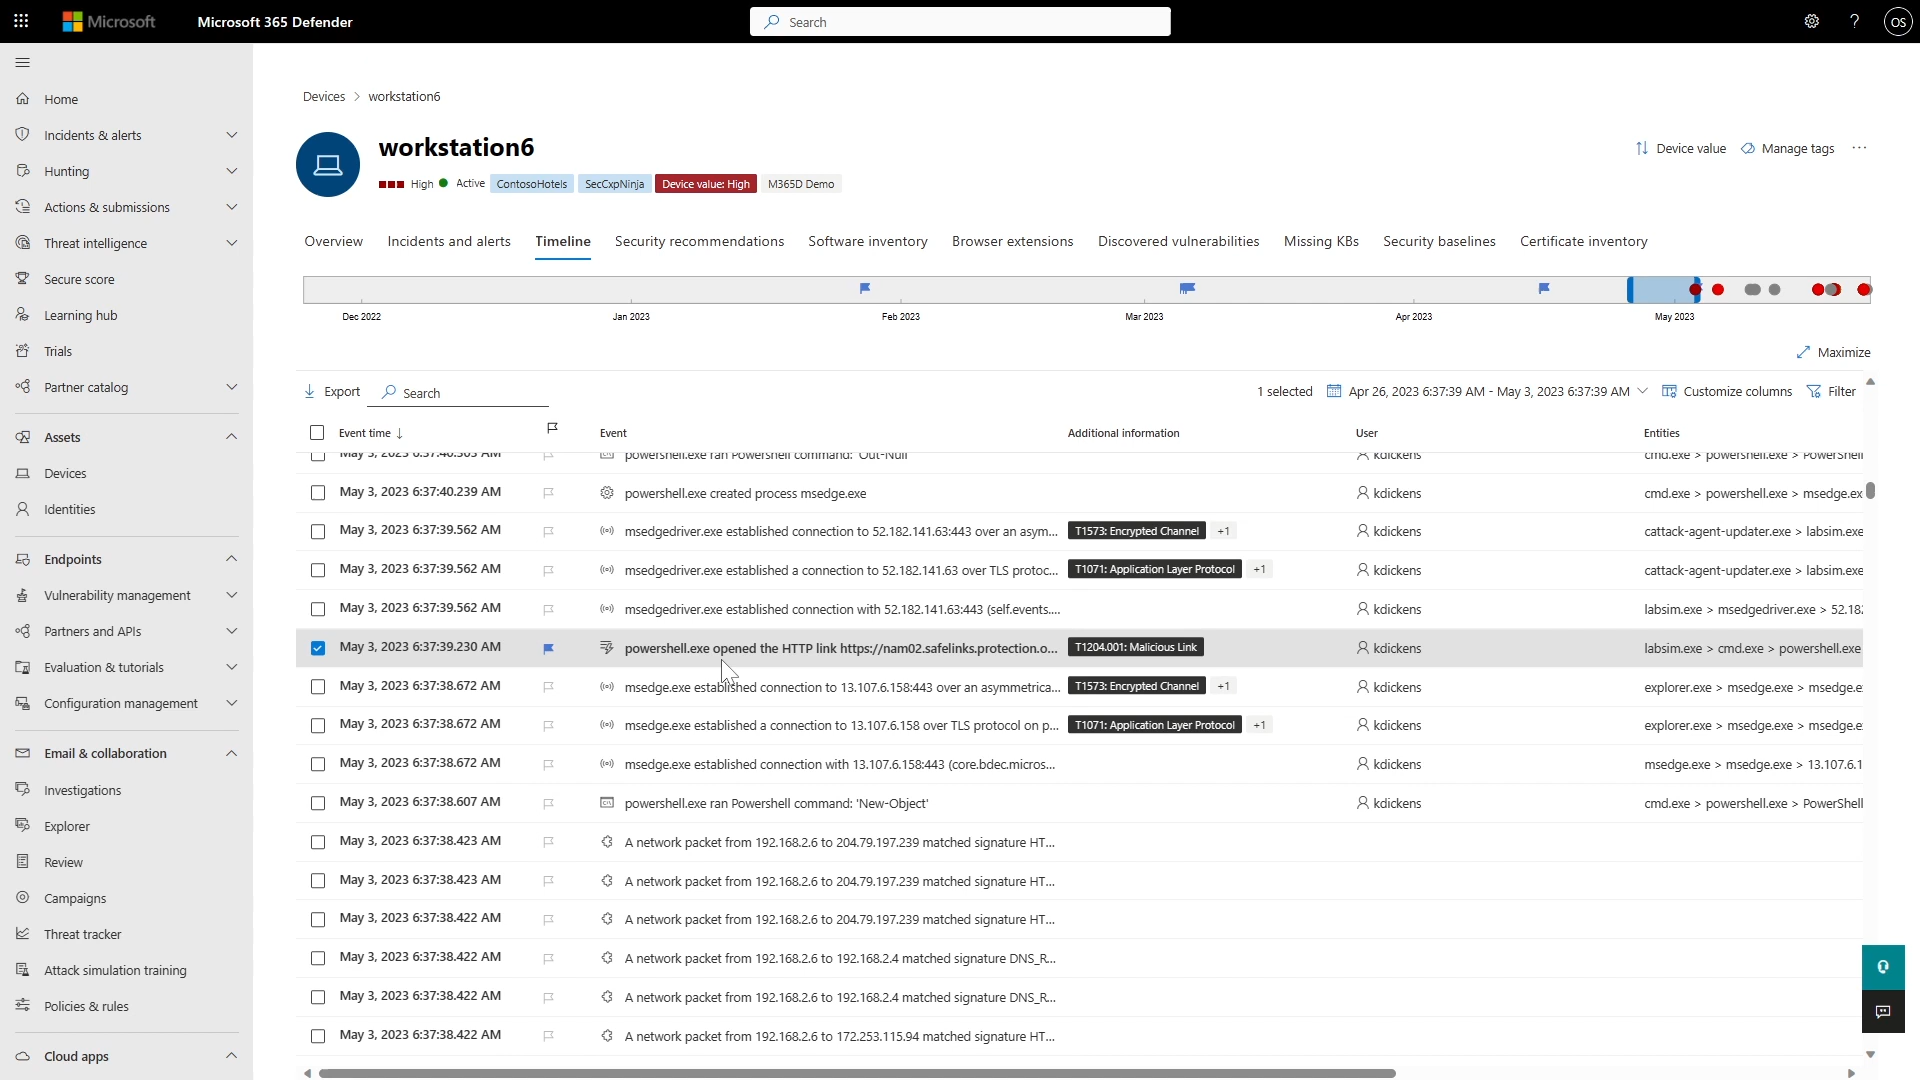 Microsoft
Microsoft 365 Defender
Search
?
OS
Home
Incidents & alerts
Hunting
Actions & submissions
Threat intelligence
Secure score
Learning hub
Trials
Partner catalog
Assets
Devices
Identities
Endpoints
Vulnerability management
Partners and APIs
Evaluation & tutorials
Configuration management
Email & collaboration
Investigations
Explorer
Review
Campaigns
Threat tracker
Attack simulation training
Policies & rules
Cloud apps
Devices > workstation6
workstation6
High Active ContosoHotels SecCxpNinja Device value: High M365D Demo
Device value Manage tags ...
Overview Incidents and alerts Timeline Security recommendations Software inventory Browser extensions Discovered vulnerabilities Missing KBs Security baselines Certificate inventory
Dec 2022 Jan 2023 Feb 2023 Mar 2023 Apr 2023 May 2023
Maximize
Export Search 1 selected Apr 26, 2023 6:37:39 AM - May 3, 2023 6:37:39 AM Customize columns Filter
Event time ↓ Event Additional information User Entities
May 3, 2023 6:37:40.303 AM powershell.exe ran Powershell command: 'Out-Null' kdickens cmd.exe > powershell.exe > PowerShell
May 3, 2023 6:37:40.239 AM powershell.exe created process msedge.exe kdickens cmd.exe > powershell.exe > msedge.ex
May 3, 2023 6:37:39.562 AM msedgedriver.exe established connection to 52.182.141.63:443 over an asym... T1573: Encrypted Channel +1 kdickens cattack-agent-updater.exe > labsim.exe
May 3, 2023 6:37:39.562 AM msedgedriver.exe established a connection to 52.182.141.63 over TLS protoc... T1071: Application Layer Protocol +1 kdickens cattack-agent-updater.exe > labsim.exe
May 3, 2023 6:37:39.562 AM msedgedriver.exe established connection with 52.182.141.63:443 (self.events.... kdickens labsim.exe > msedgedriver.exe > 52.182
May 3, 2023 6:37:39.230 AM powershell.exe opened the HTTP link https://nam02.safelinks.protection.o... T1204.001: Malicious Link kdickens labsim.exe > cmd.exe > powershell.exe
May 3, 2023 6:37:38.672 AM msedge.exe established connection to 13.107.6.158:443 over an asymmetrica... T1573: Encrypted Channel +1 kdickens explorer.exe > msedge.exe > msedge.e
May 3, 2023 6:37:38.672 AM msedge.exe established a connection to 13.107.6.158 over TLS protocol on p... T1071: Application Layer Protocol +1 kdickens explorer.exe > msedge.exe > msedge.e
May 3, 2023 6:37:38.672 AM msedge.exe established connection with 13.107.6.158:443 (core.bdec.micros... kdickens msedge.exe > msedge.exe > 13.107.6.1
May 3, 2023 6:37:38.607 AM powershell.exe ran Powershell command: 'New-Object' kdickens cmd.exe > powershell.exe > PowerShell
May 3, 2023 6:37:38.423 AM A network packet from 192.168.2.6 to 204.79.197.239 matched signature HT...
May 3, 2023 6:37:38.423 AM A network packet from 192.168.2.6 to 204.79.197.239 matched signature HT...
May 3, 2023 6:37:38.422 AM A network packet from 192.168.2.6 to 204.79.197.239 matched signature HT...
May 3, 2023 6:37:38.422 AM A network packet from 192.168.2.6 to 192.168.2.4 matched signature DNS_R...
May 3, 2023 6:37:38.422 AM A network packet from 192.168.2.6 to 192.168.2.4 matched signature DNS_R...
May 3, 2023 6:37:38.422 AM A network packet from 192.168.2.6 to 172.253.115.94 matched signature HT...